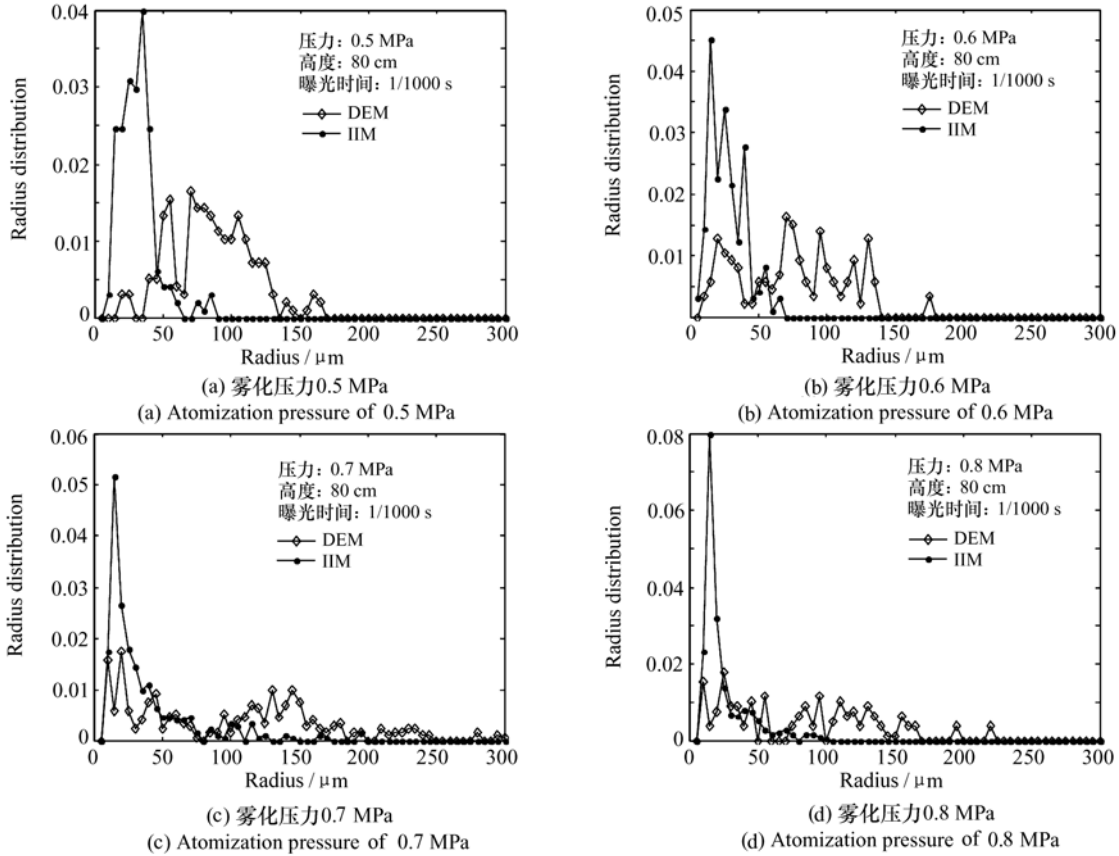 0.04
0.03
0.02
0.01
0
Radius distribution
压力: 0.5 MPa
高度: 80 cm
曝光时间: 1/1000 s
DEM
IIM
0 50 100 150 200 250 300
Radius / μm
(a) 雾化压力0.5 MPa
(a) Atomization pressure of 0.5 MPa
0.05
0.04
0.03
0.02
0.01
0
Radius distribution
压力: 0.6 MPa
高度: 80 cm
曝光时间: 1/1000 s
DEM
IIM
0 50 100 150 200 250 300
Radius / μm
(b) 雾化压力0.6 MPa
(b) Atomization pressure of 0.6 MPa
0.06
0.05
0.04
0.03
0.02
0.01
0
Radius distribution
压力: 0.7 MPa
高度: 80 cm
曝光时间: 1/1000 s
DEM
IIM
0 50 100 150 200 250 300
Radius / μm
(c) 雾化压力0.7 MPa
(c) Atomization pressure of 0.7 MPa
0.08
0.06
0.04
0.02
0
Radius distribution
压力: 0.8 MPa
高度: 80 cm
曝光时间: 1/1000 s
DEM
IIM
0 50 100 150 200 250 300
Radius / μm
(d) 雾化压力0.8 MPa
(d) Atomization pressure of 0.8 MPa